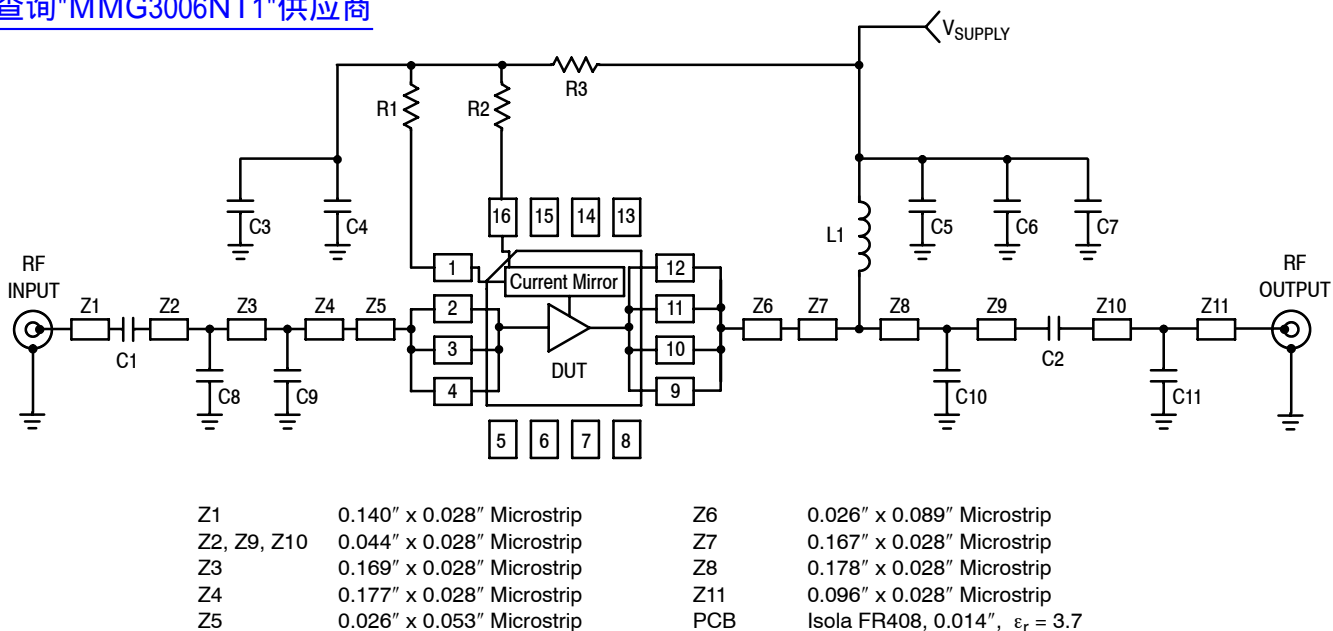 查询"MMG3006NT1"供应商
VSUPPLY
R3
R1
R2
C3
C4
16
15
14
13
L1
C5
C6
C7
RF
INPUT
RF
OUTPUT
1
Current Mirror
12
Z1
Z2
Z3
Z4
Z5
2
11
Z6
Z7
Z8
Z9
Z10
Z11
3
10
C1
DUT
C2
4
9
C8
C9
C10
C11
5
6
7
8
Z1 0.140″ x 0.028″ Microstrip
Z2, Z9, Z10 0.044″ x 0.028″ Microstrip
Z3 0.169″ x 0.028″ Microstrip
Z4 0.177″ x 0.028″ Microstrip
Z5 0.026″ x 0.053″ Microstrip
Z6 0.026″ x 0.089″ Microstrip
Z7 0.167″ x 0.028″ Microstrip
Z8 0.178″ x 0.028″ Microstrip
Z11 0.096″ x 0.028″ Microstrip
PCB Isola FR408, 0.014″, εr = 3.7